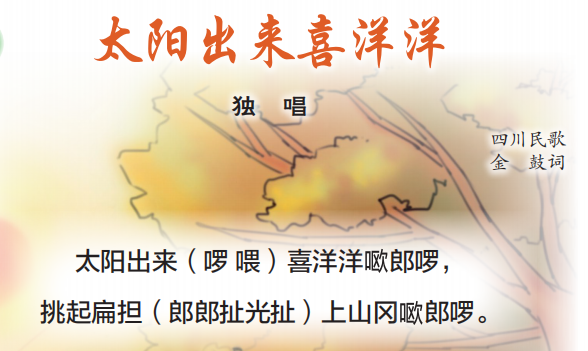 太阳出来喜洋洋
独 唱
四川民歌
金 鼓词
太阳出来（啰 喂）喜洋洋欧郎啰，
挑起扁担（郎郎扯光扯）上山冈欧郎啰。